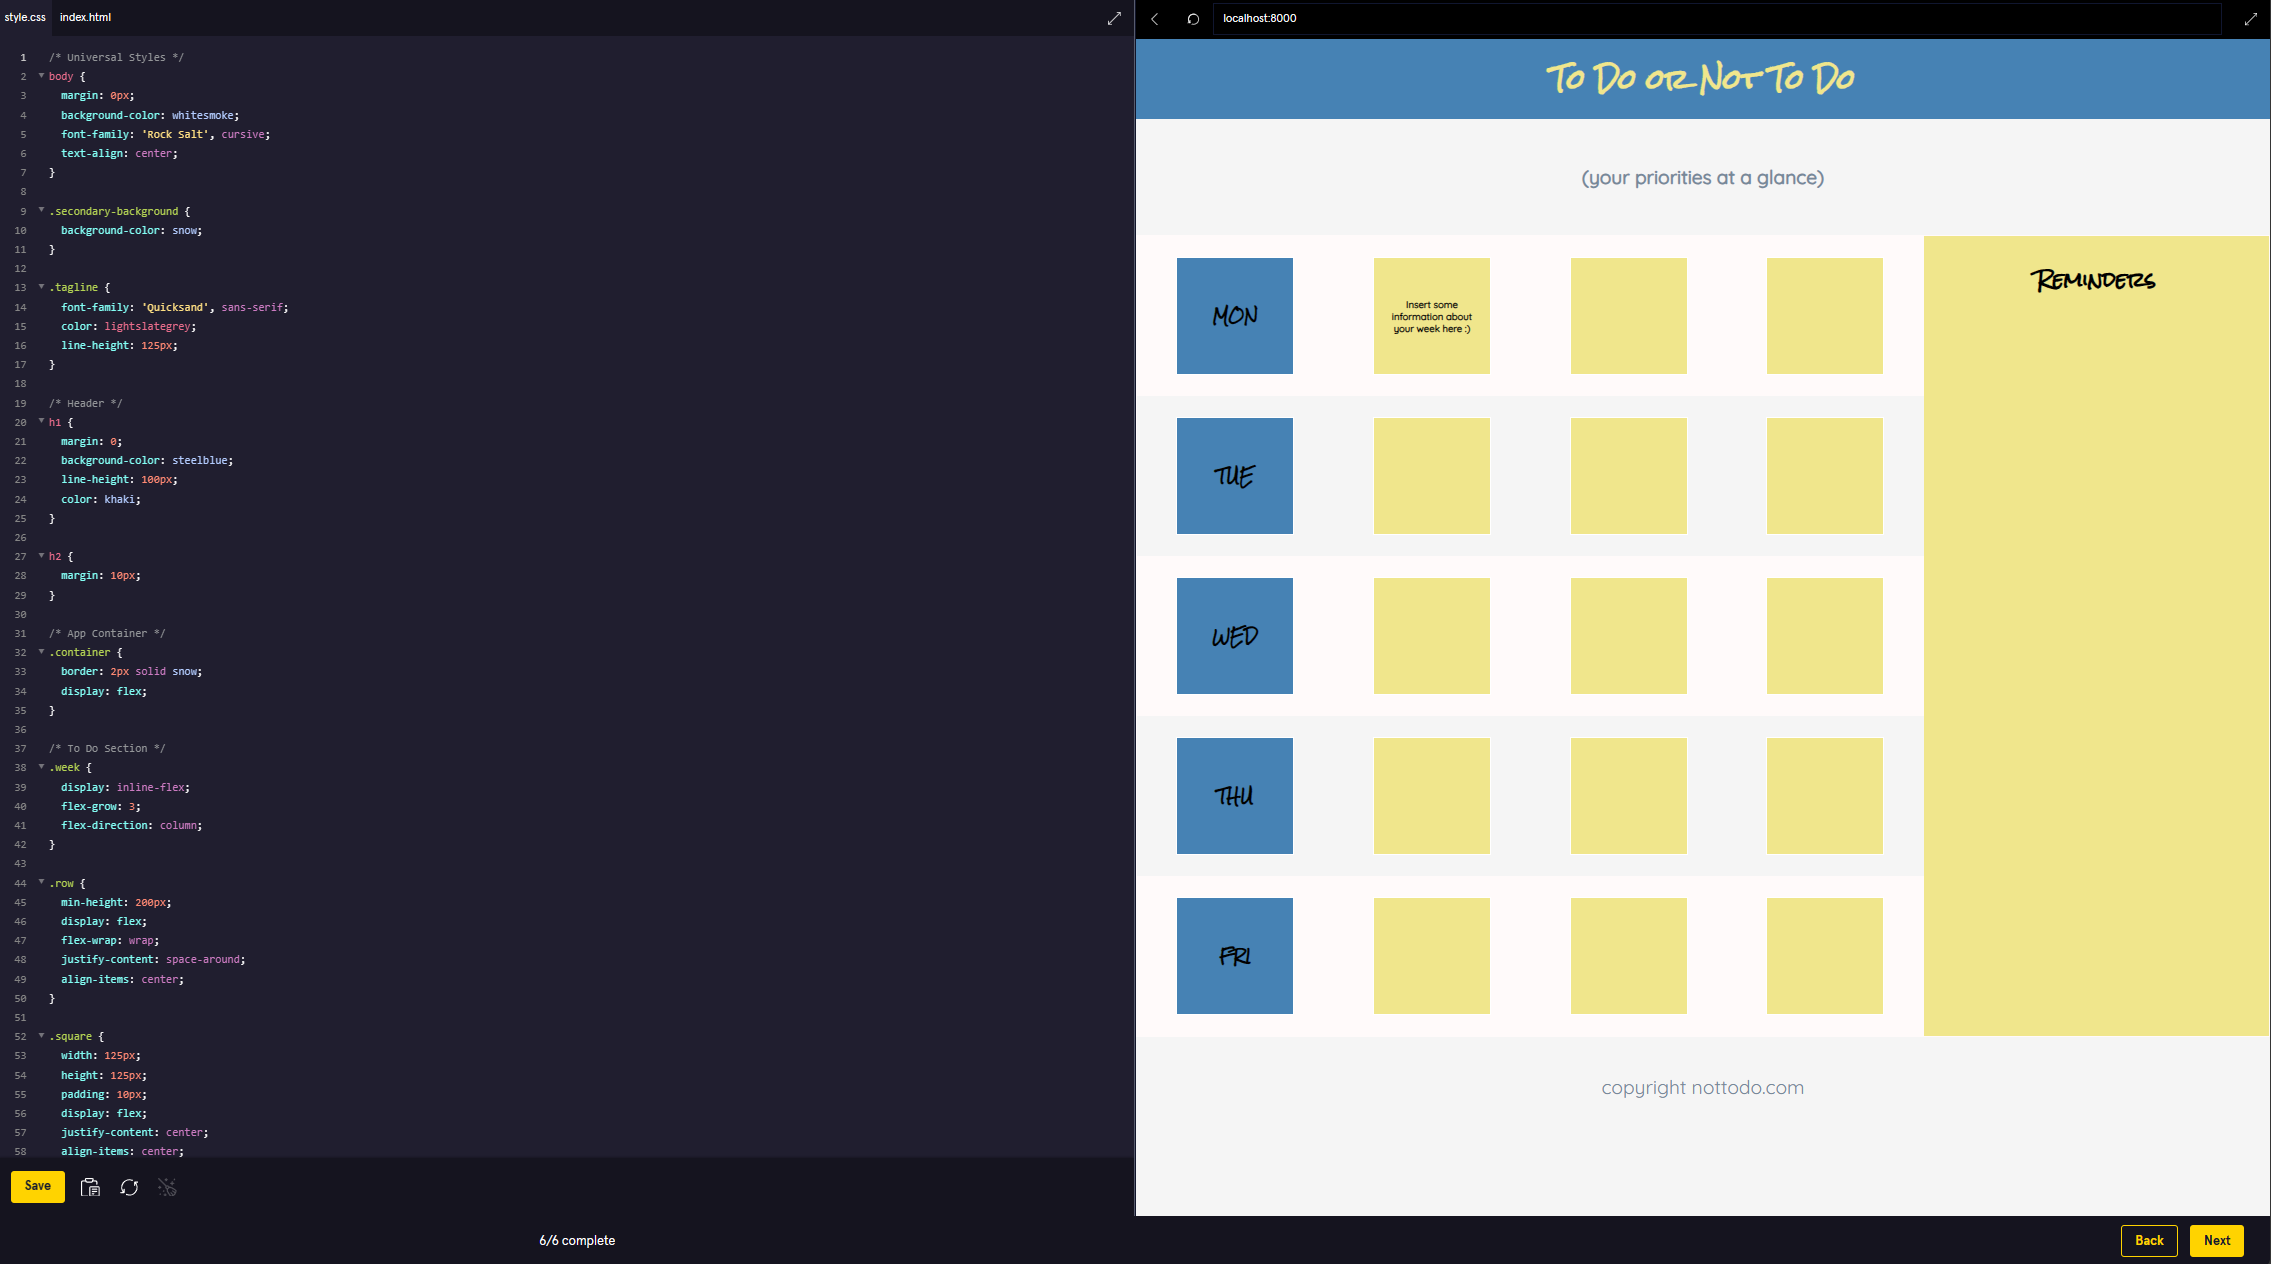 style.css index.html
1 /* Universal Styles */
2 body {
3 margin: 0px;
4 background-color: whitesmoke;
5 font-family: 'Rock Salt', cursive;
6 text-align: center;
7 }
8
9 .secondary-background {
10 background-color: snow;
11 }
12
13 .tagline {
14 font-family: 'Quicksand', sans-serif;
15 color: lightslategrey;
16 line-height: 125px;
17 }
18
19 /* Header */
20 h1 {
21 margin: 0;
22 background-color: steelblue;
23 line-height: 100px;
24 color: khaki;
25 }
26
27 h2 {
28 margin: 10px;
29 }
30
31 /* App Container */
32 .container {
33 border: 2px solid snow;
34 display: flex;
35 }
36
37 /* To Do Section */
38 .week {
39 display: inline-flex;
40 flex-grow: 3;
41 flex-direction: column;
42 }
43
44 .row {
45 min-height: 200px;
46 display: flex;
47 flex-wrap: wrap;
48 justify-content: space-around;
49 align-items: center;
50 }
51
52 .square {
53 width: 125px;
54 height: 125px;
55 padding: 10px;
56 display: flex;
57 justify-content: center;
58 align-items: center;
Save
6/6 complete
localhost:8000
To Do or Not To Do
(your priorities at a glance)
MON
Insert some
information about
your week here :)
Reminders
TUE
WED
THU
FRI
copyright nottodo.com
Back Next